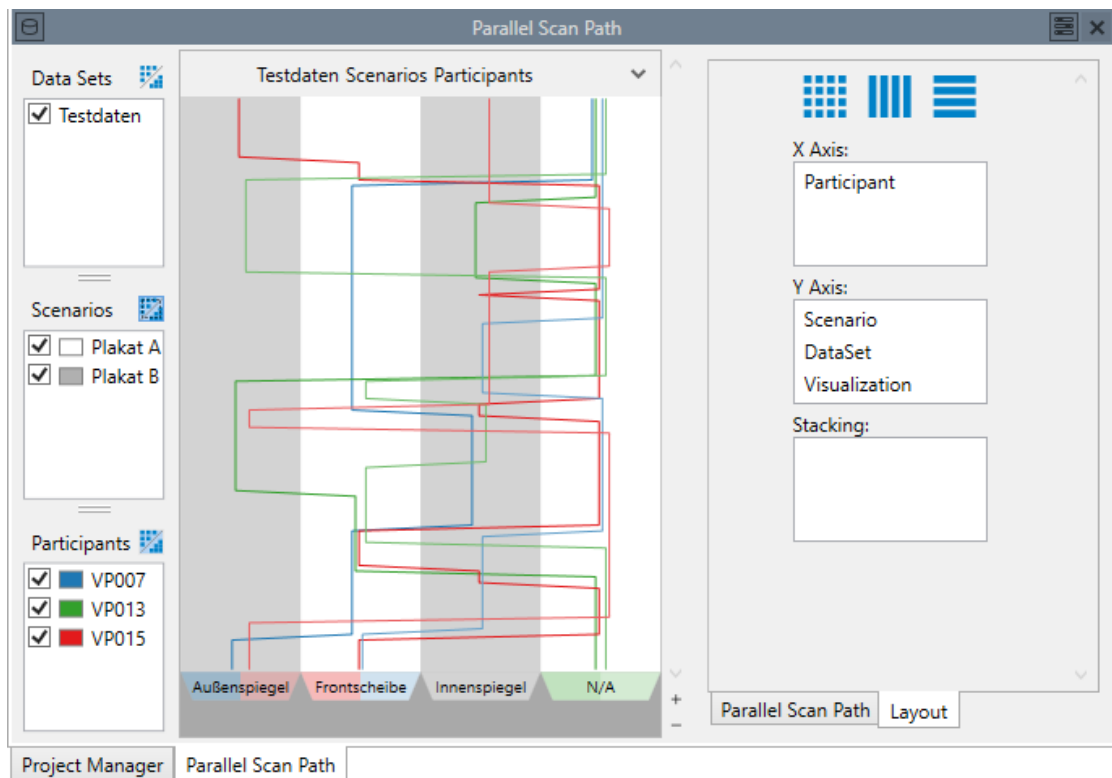 Parallel Scan Path
Data Sets
Testdaten
Scenarios
Plakat A
Plakat B
Participants
VP007
VP013
VP015
Testdaten Scenarios Participants
Außenspiegel
Frontscheibe
Innenspiegel
N/A
+
−
X Axis:
Participant
Y Axis:
Scenario
DataSet
Visualization
Stacking:
Parallel Scan Path
Layout
Project Manager
Parallel Scan Path